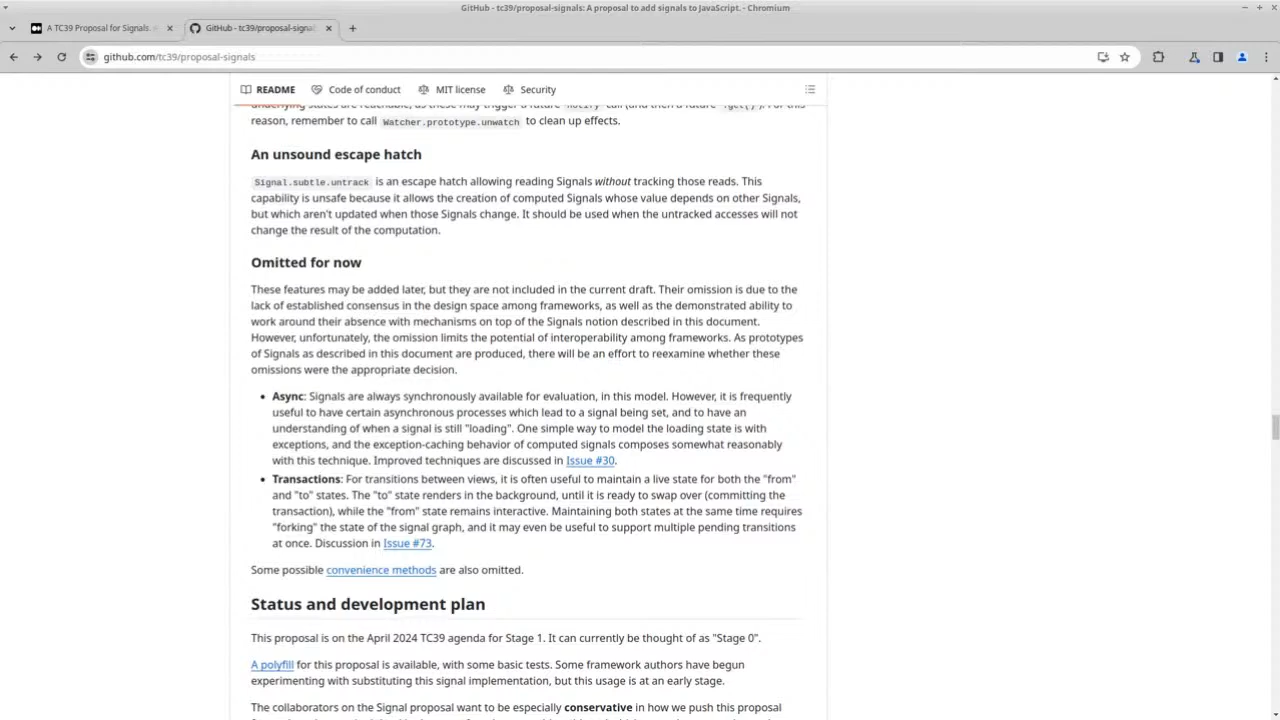 GitHub - tc39/proposal-signals: A proposal to add signals to JavaScript. - Chromium
A TC39 Proposal for Signals.
GitHub - tc39/proposal-signal
github.com/tc39/proposal-signals
README Code of conduct MIT license Security
underlying states are reachable, as these may trigger a future notify call (and then a future .get()). For this
reason, remember to call Watcher.prototype.unwatch to clean up effects.
An unsound escape hatch
Signal.subtle.untrack is an escape hatch allowing reading Signals without tracking those reads. This
capability is unsafe because it allows the creation of computed Signals whose value depends on other Signals,
but which aren't updated when those Signals change. It should be used when the untracked accesses will not
change the result of the computation.
Omitted for now
These features may be added later, but they are not included in the current draft. Their omission is due to the
lack of established consensus in the design space among frameworks, as well as the demonstrated ability to
work around their absence with mechanisms on top of the Signals notion described in this document.
However, unfortunately, the omission limits the potential of interoperability among frameworks. As prototypes
of Signals as described in this document are produced, there will be an effort to reexamine whether these
omissions were the appropriate decision.
• Async: Signals are always synchronously available for evaluation, in this model. However, it is frequently
useful to have certain asynchronous processes which lead to a signal being set, and to have an
understanding of when a signal is still "loading". One simple way to model the loading state is with
exceptions, and the exception-caching behavior of computed signals composes somewhat reasonably
with this technique. Improved techniques are discussed in Issue #30.
• Transactions: For transitions between views, it is often useful to maintain a live state for both the "from"
and "to" states. The "to" state renders in the background, until it is ready to swap over (committing the
transaction), while the "from" state remains interactive. Maintaining both states at the same time requires
"forking" the state of the signal graph, and it may even be useful to support multiple pending transitions
at once. Discussion in Issue #73.
Some possible convenience methods are also omitted.
Status and development plan
This proposal is on the April 2024 TC39 agenda for Stage 1. It can currently be thought of as "Stage 0".
A polyfill for this proposal is available, with some basic tests. Some framework authors have begun
experimenting with substituting this signal implementation, but this usage is at an early stage.
The collaborators on the Signal proposal want to be especially conservative in how we push this proposal